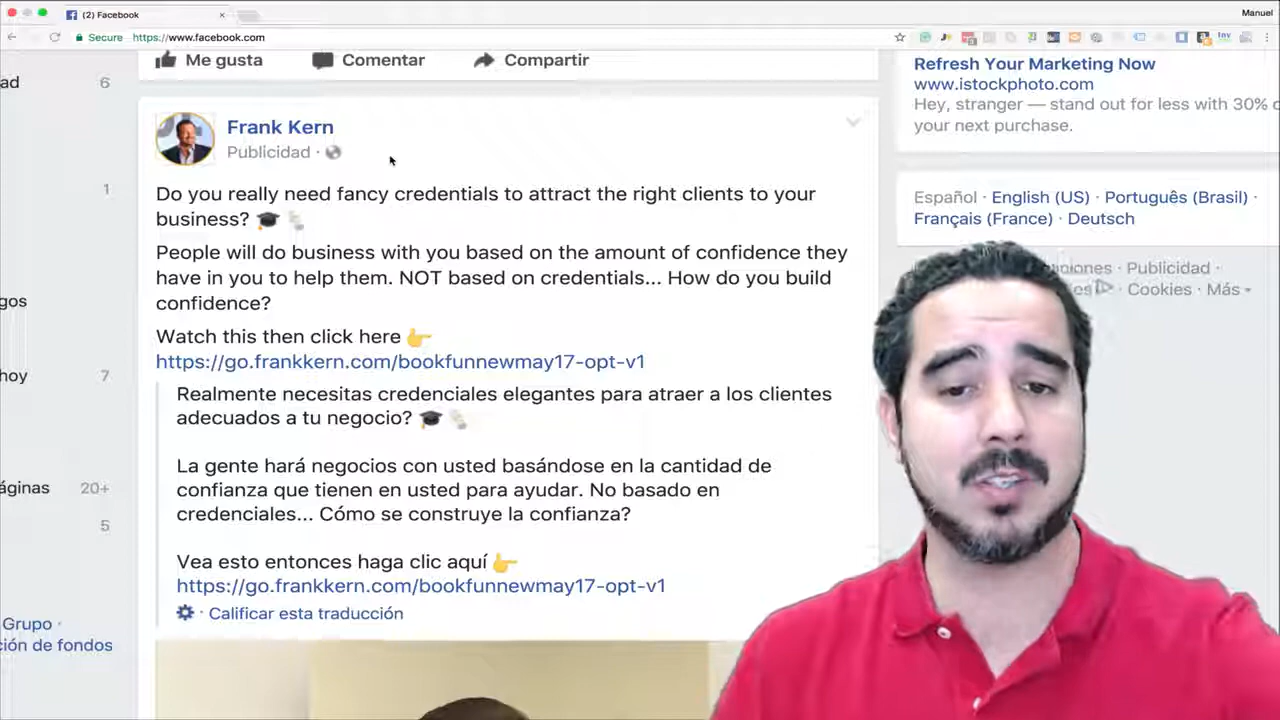 (2) Facebook
Manuel
Secure https://www.facebook.com
Me gusta
Comentar
Compartir
ad 6
1
gos
hoy 7
áginas 20+
5
Grupo ·
ción de fondos
Frank Kern
Publicidad ·
Do you really need fancy credentials to attract the right clients to your
business? 🎓
People will do business with you based on the amount of confidence they
have in you to help them. NOT based on credentials... How do you build
confidence?
Watch this then click here 👉
https://go.frankkern.com/bookfunnewmay17-opt-v1
Realmente necesitas credenciales elegantes para atraer a los clientes
adecuados a tu negocio? 🎓
La gente hará negocios con usted basándose en la cantidad de
confianza que tienen en usted para ayudar. No basado en
credenciales... Cómo se construye la confianza?
Vea esto entonces haga clic aquí 👉
https://go.frankkern.com/bookfunnewmay17-opt-v1
· Calificar esta traducción
Refresh Your Marketing Now
www.istockphoto.com
Hey, stranger — stand out for less with 30%
your next purchase.
Español · English (US) · Português (Brasil) ·
Français (France) · Deutsch
Publicidad ·
Cookies · Más